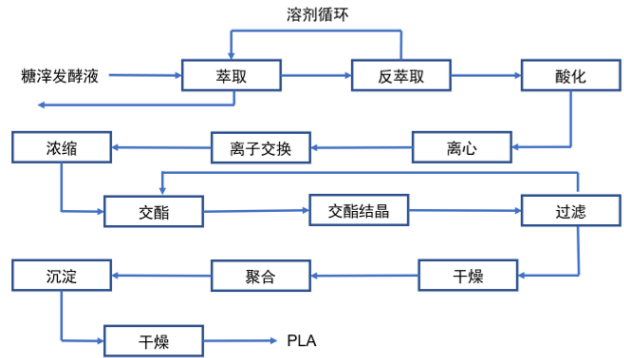 溶剂循环
糖滓发酵液
萃取
反萃取
酸化
浓缩
离子交换
离心
交酯
交酯结晶
过滤
沉淀
聚合
干燥
干燥
PLA